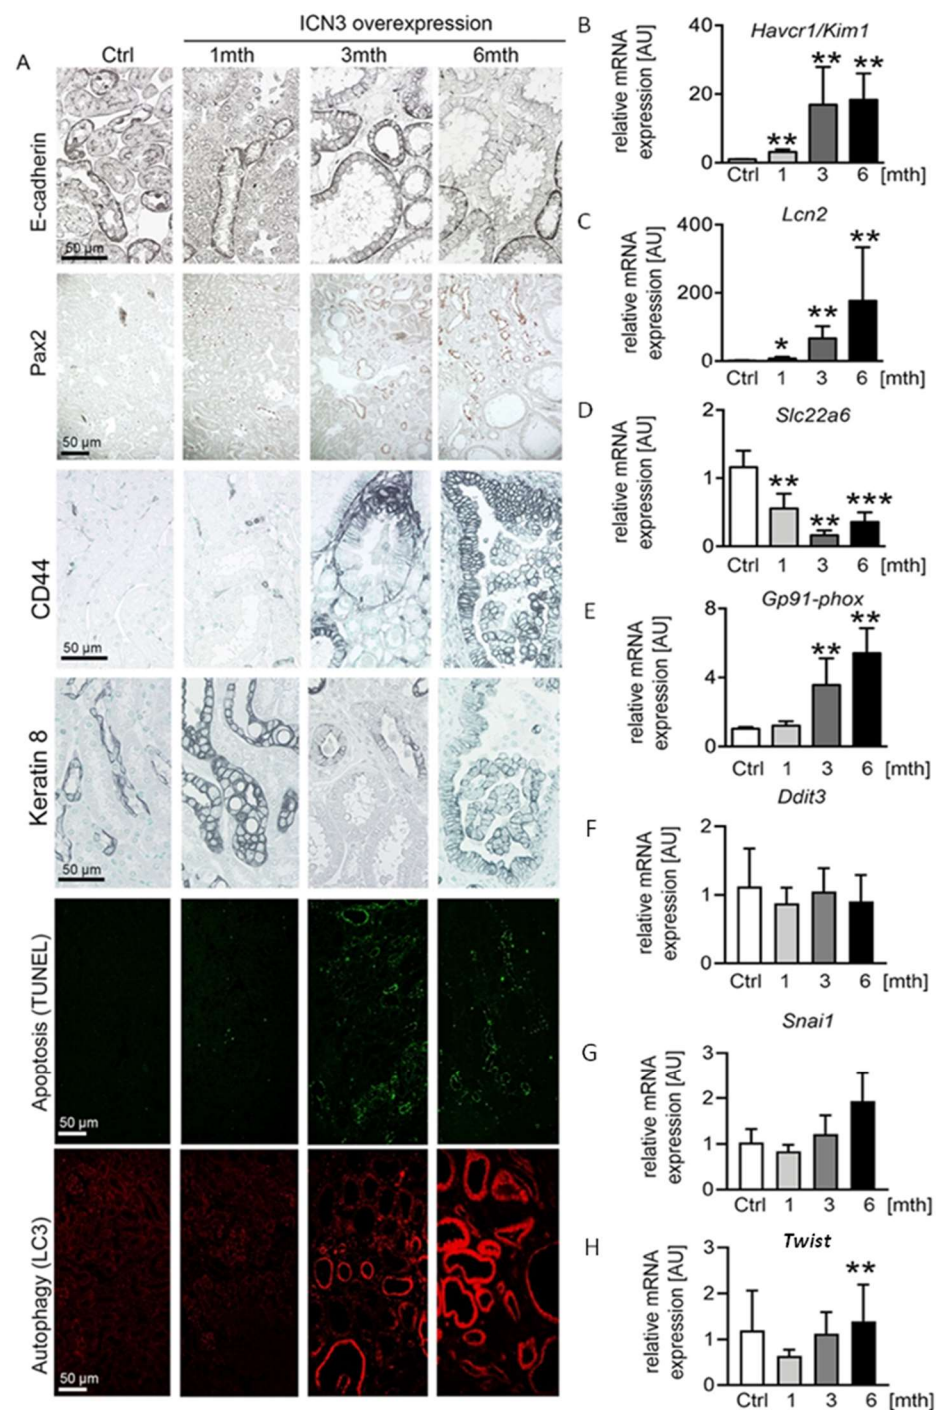 ICN3 overexpression
A
Ctrl 1mth 3mth 6mth
E-cadherin
50 µm
Pax2
50 µm
CD44
50 µm
Keratin 8
50 µm
Apoptosis (TUNEL)
50 µm
Autophagy (LC3)
50 µm
B
Havcr1/Kim1
relative mRNA
expression [AU]
40
20
0
** ** **
Ctrl 1 3 6 [mth]
C
Lcn2
relative mRNA
expression [AU]
400
200
0
* ** **
Ctrl 1 3 6 [mth]
D
Slc22a6
relative mRNA
expression [AU]
2
1
0
** ** ***
Ctrl 1 3 6 [mth]
E
Gp91-phox
relative mRNA
expression [AU]
8
4
0
** **
Ctrl 1 3 6 [mth]
F
Ddit3
relative mRNA
expression [AU]
2
1
0
Ctrl 1 3 6 [mth]
G
Snai1
relative mRNA
expression [AU]
3
2
1
0
Ctrl 1 3 6 [mth]
H
Twist
relative mRNA
expression [AU]
3
2
1
0
**
Ctrl 1 3 6 [mth]